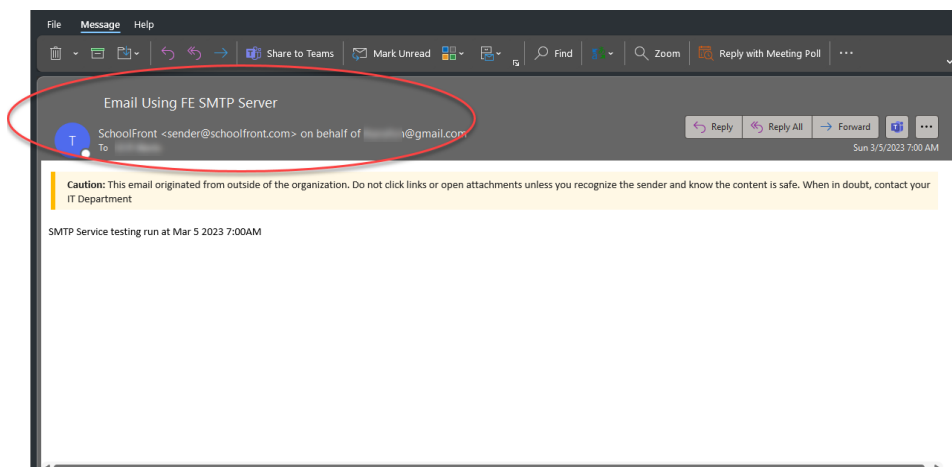 File Message Help
Share to Teams Mark Unread Find Zoom Reply with Meeting Poll ...
Email Using FE SMTP Server
T
SchoolFront <sender@schoolfront.com> on behalf of @gmail.com
Reply Reply All Forward ...
To
Sun 3/5/2023 7:00 AM
Caution: This email originated from outside of the organization. Do not click links or open attachments unless you recognize the sender and know the content is safe. When in doubt, contact your
IT Department
SMTP Service testing run at Mar 5 2023 7:00AM